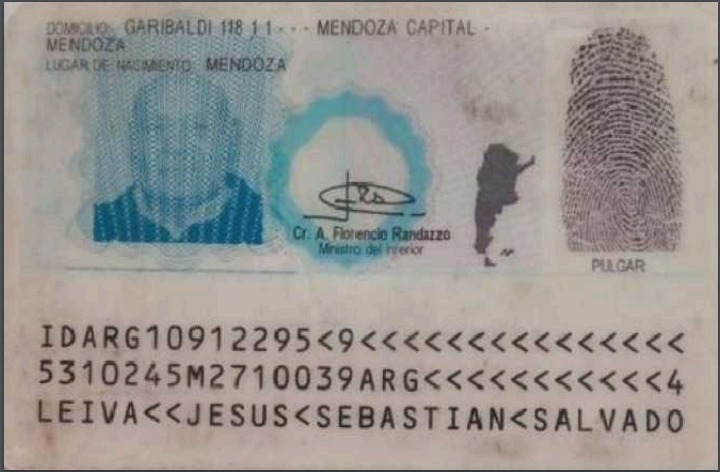 DOMICILIO: GARIBALDI 118 1 1 - - - MENDOZA CAPITAL -
MENDOZA
LUGAR DE NACIMIENTO: MENDOZA
Cr. A. Florencio Randazzo
Ministro del Interior
PULGAR
IDARG10912295<9<<<<<<<<<<<<<<<
5310245M2710039ARG<<<<<<<<<<<4
LEIVA<<JESUS<SEBASTIAN<SALVADO